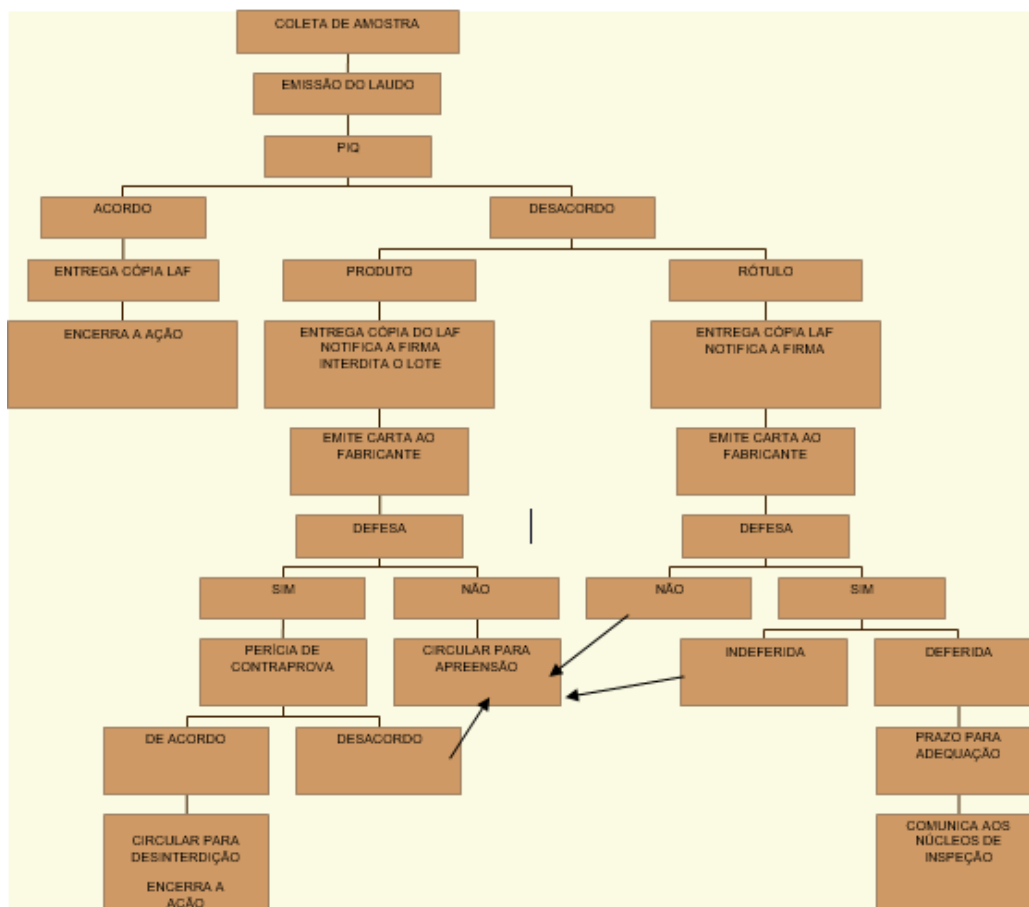 COLETA DE AMOSTRA
EMISSÃO DO LAUDO
PIQ
ACORDO
DESACORDO
ENTREGA CÓPIA LAF
PRODUTO
RÓTULO
ENCERRA A AÇÃO
ENTREGA CÓPIA DO LAF
NOTIFICA A FIRMA
INTERDITA O LOTE
ENTREGA CÓPIA LAF
NOTIFICA A FIRMA
EMITE CARTA AO
FABRICANTE
EMITE CARTA AO
FABRICANTE
DEFESA
DEFESA
SIM
NÃO
NÃO
SIM
PERÍCIA DE
CONTRAPROVA
CIRCULAR PARA
APREENSÃO
INDEFERIDA
DEFERIDA
DE ACORDO
DESACORDO
PRAZO PARA
ADEQUAÇÃO
CIRCULAR PARA
DESINTERDIÇÃO
ENCERRA A
AÇÃO
COMUNICA AOS
NÚCLEOS DE
INSPEÇÃO